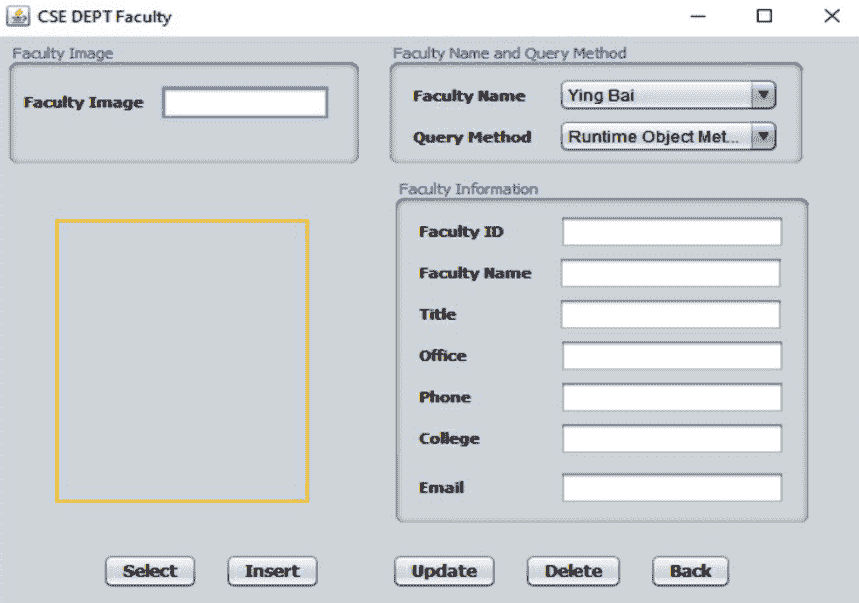 CSE DEPT Faculty
Faculty Image
Faculty Image
Faculty Name and Query Method
Faculty Name Ying Bai
Query Method Runtime Object Met...
Faculty Information
Faculty ID
Faculty Name
Title
Office
Phone
College
Email
Select Insert Update Delete Back